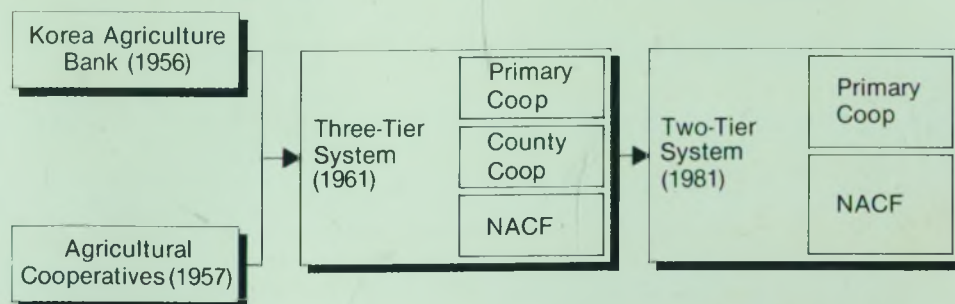 Korea Agriculture
Bank (1956)
Agricultural
Cooperatives (1957)
Three-Tier
System
(1961)
Primary
Coop
County
Coop
NACF
Two-Tier
System
(1981)
Primary
Coop
NACF